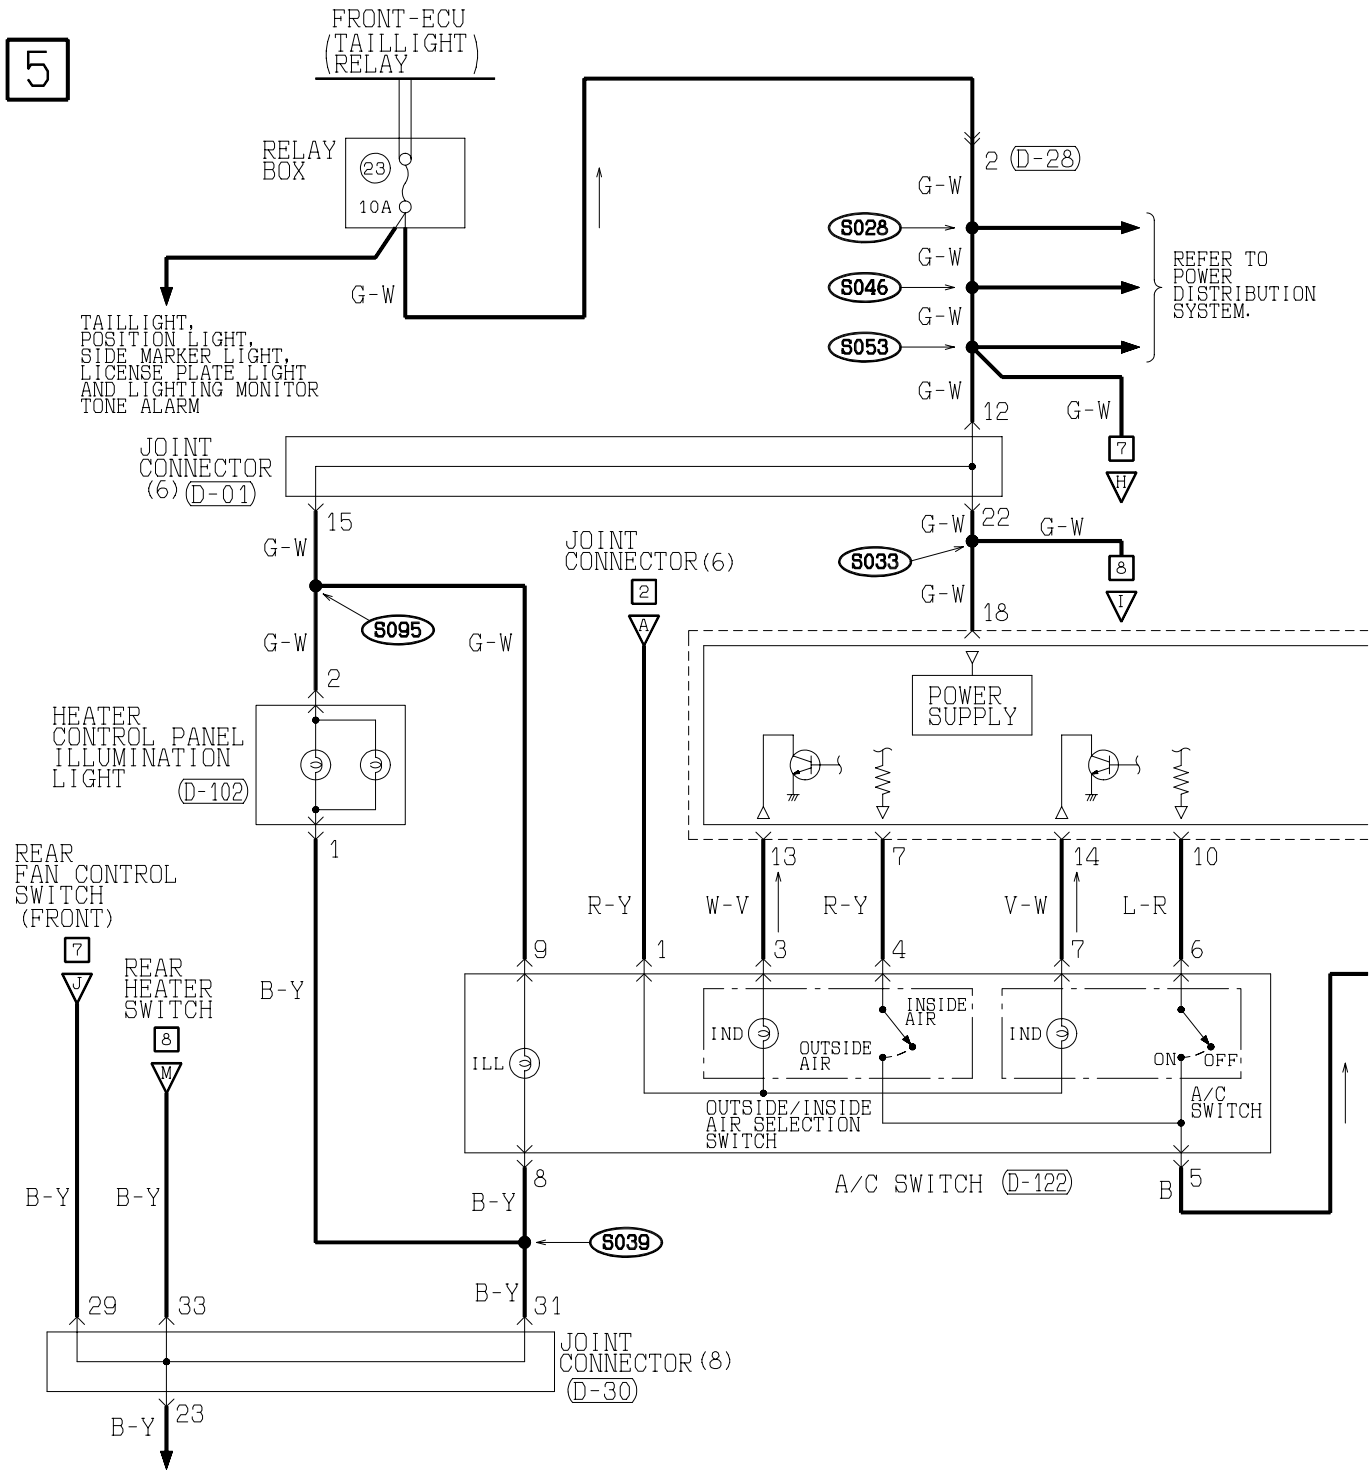 5
FRONT-ECU
(TAILLIGHT
RELAY)
RELAY
BOX
23
10A
2 (D-28)
G-W
S028
G-W
S046
G-W
S053
G-W
REFER TO
POWER
DISTRIBUTION
SYSTEM.
G-W
TAILLIGHT,
POSITION LIGHT,
SIDE MARKER LIGHT,
LICENSE PLATE LIGHT
AND LIGHTING MONITOR
TONE ALARM
12
G-W
7
H
JOINT
CONNECTOR
(6) (D-01)
15
22
G-W
G-W
G-W
S033
8
I
G-W
18
JOINT
CONNECTOR(6)
2
A
S095
G-W
G-W
2
POWER
SUPPLY
HEATER
CONTROL PANEL
ILLUMINATION
LIGHT
(D-102)
1
13
7
14
10
REAR
FAN CONTROL
SWITCH
(FRONT)
7
J
R-Y
W-V
R-Y
V-W
L-R
9
1
3
4
7
6
REAR
HEATER
SWITCH
8
M
B-Y
ILL
IND
INSIDE
AIR
OUTSIDE
AIR
IND
ON
OFF
OUTSIDE/INSIDE
AIR SELECTION
SWITCH
A/C
SWITCH
8
A/C SWITCH (D-122)
5
B
B-Y
B-Y
B-Y
S039
B-Y
29
33
31
JOINT
CONNECTOR(8)
(D-30)
23
B-Y